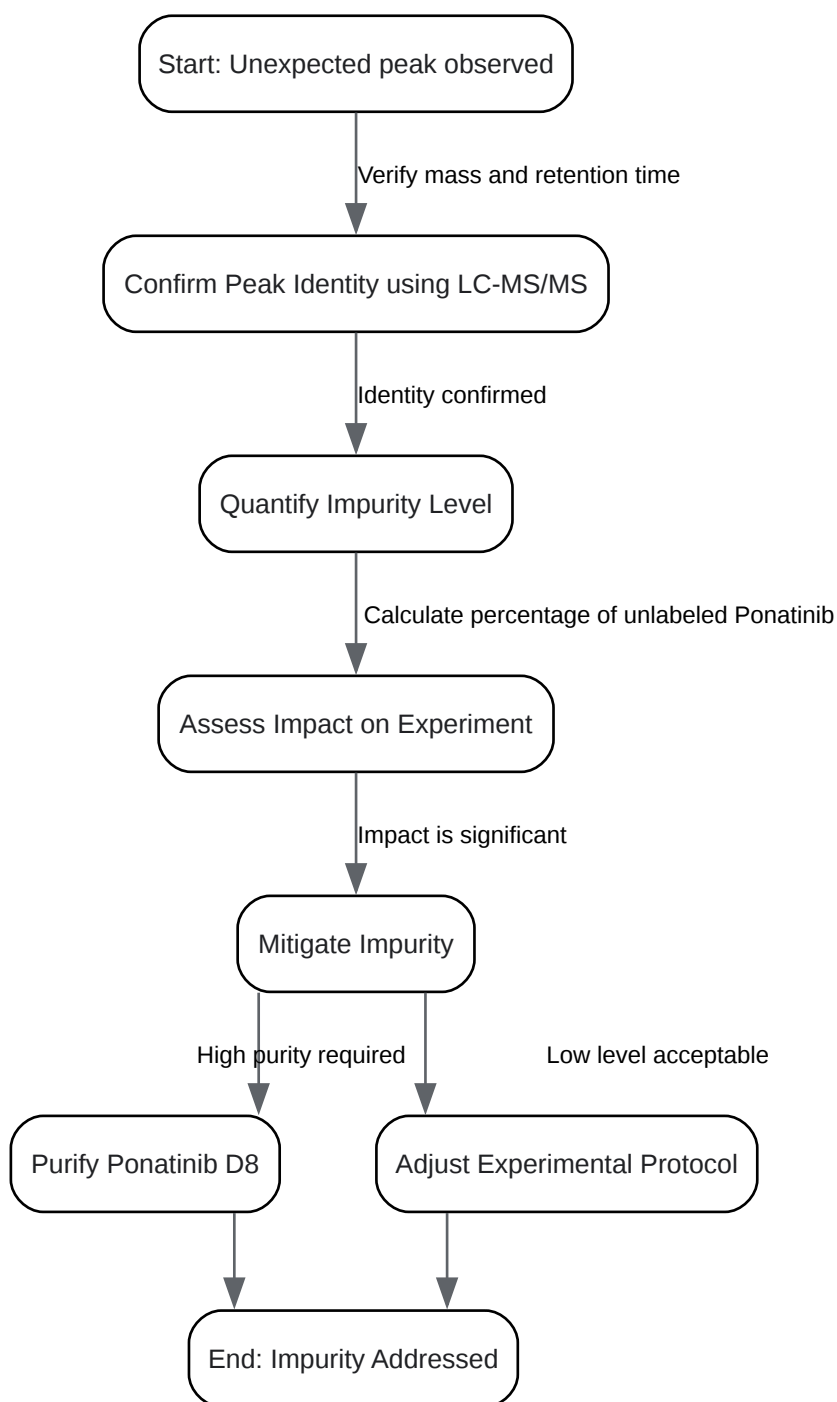 Start: Unexpected peak observed
Verify mass and retention time
Confirm Peak Identity using LC-MS/MS
Identity confirmed
Quantify Impurity Level
Calculate percentage of unlabeled Ponatinib
Assess Impact on Experiment
Impact is significant
Mitigate Impurity
High purity required
Low level acceptable
Purify Ponatinib D8
Adjust Experimental Protocol
End: Impurity Addressed